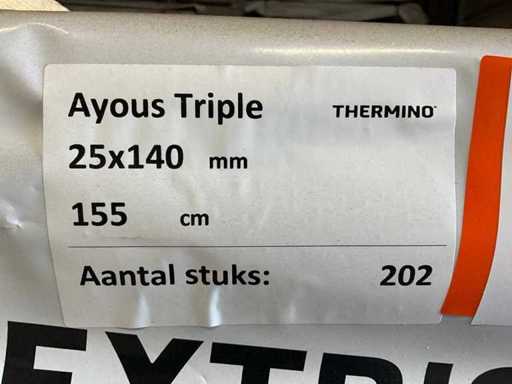 Ayous Triple THERMINO
25x140 mm
155 cm
Aantal stuks: 202